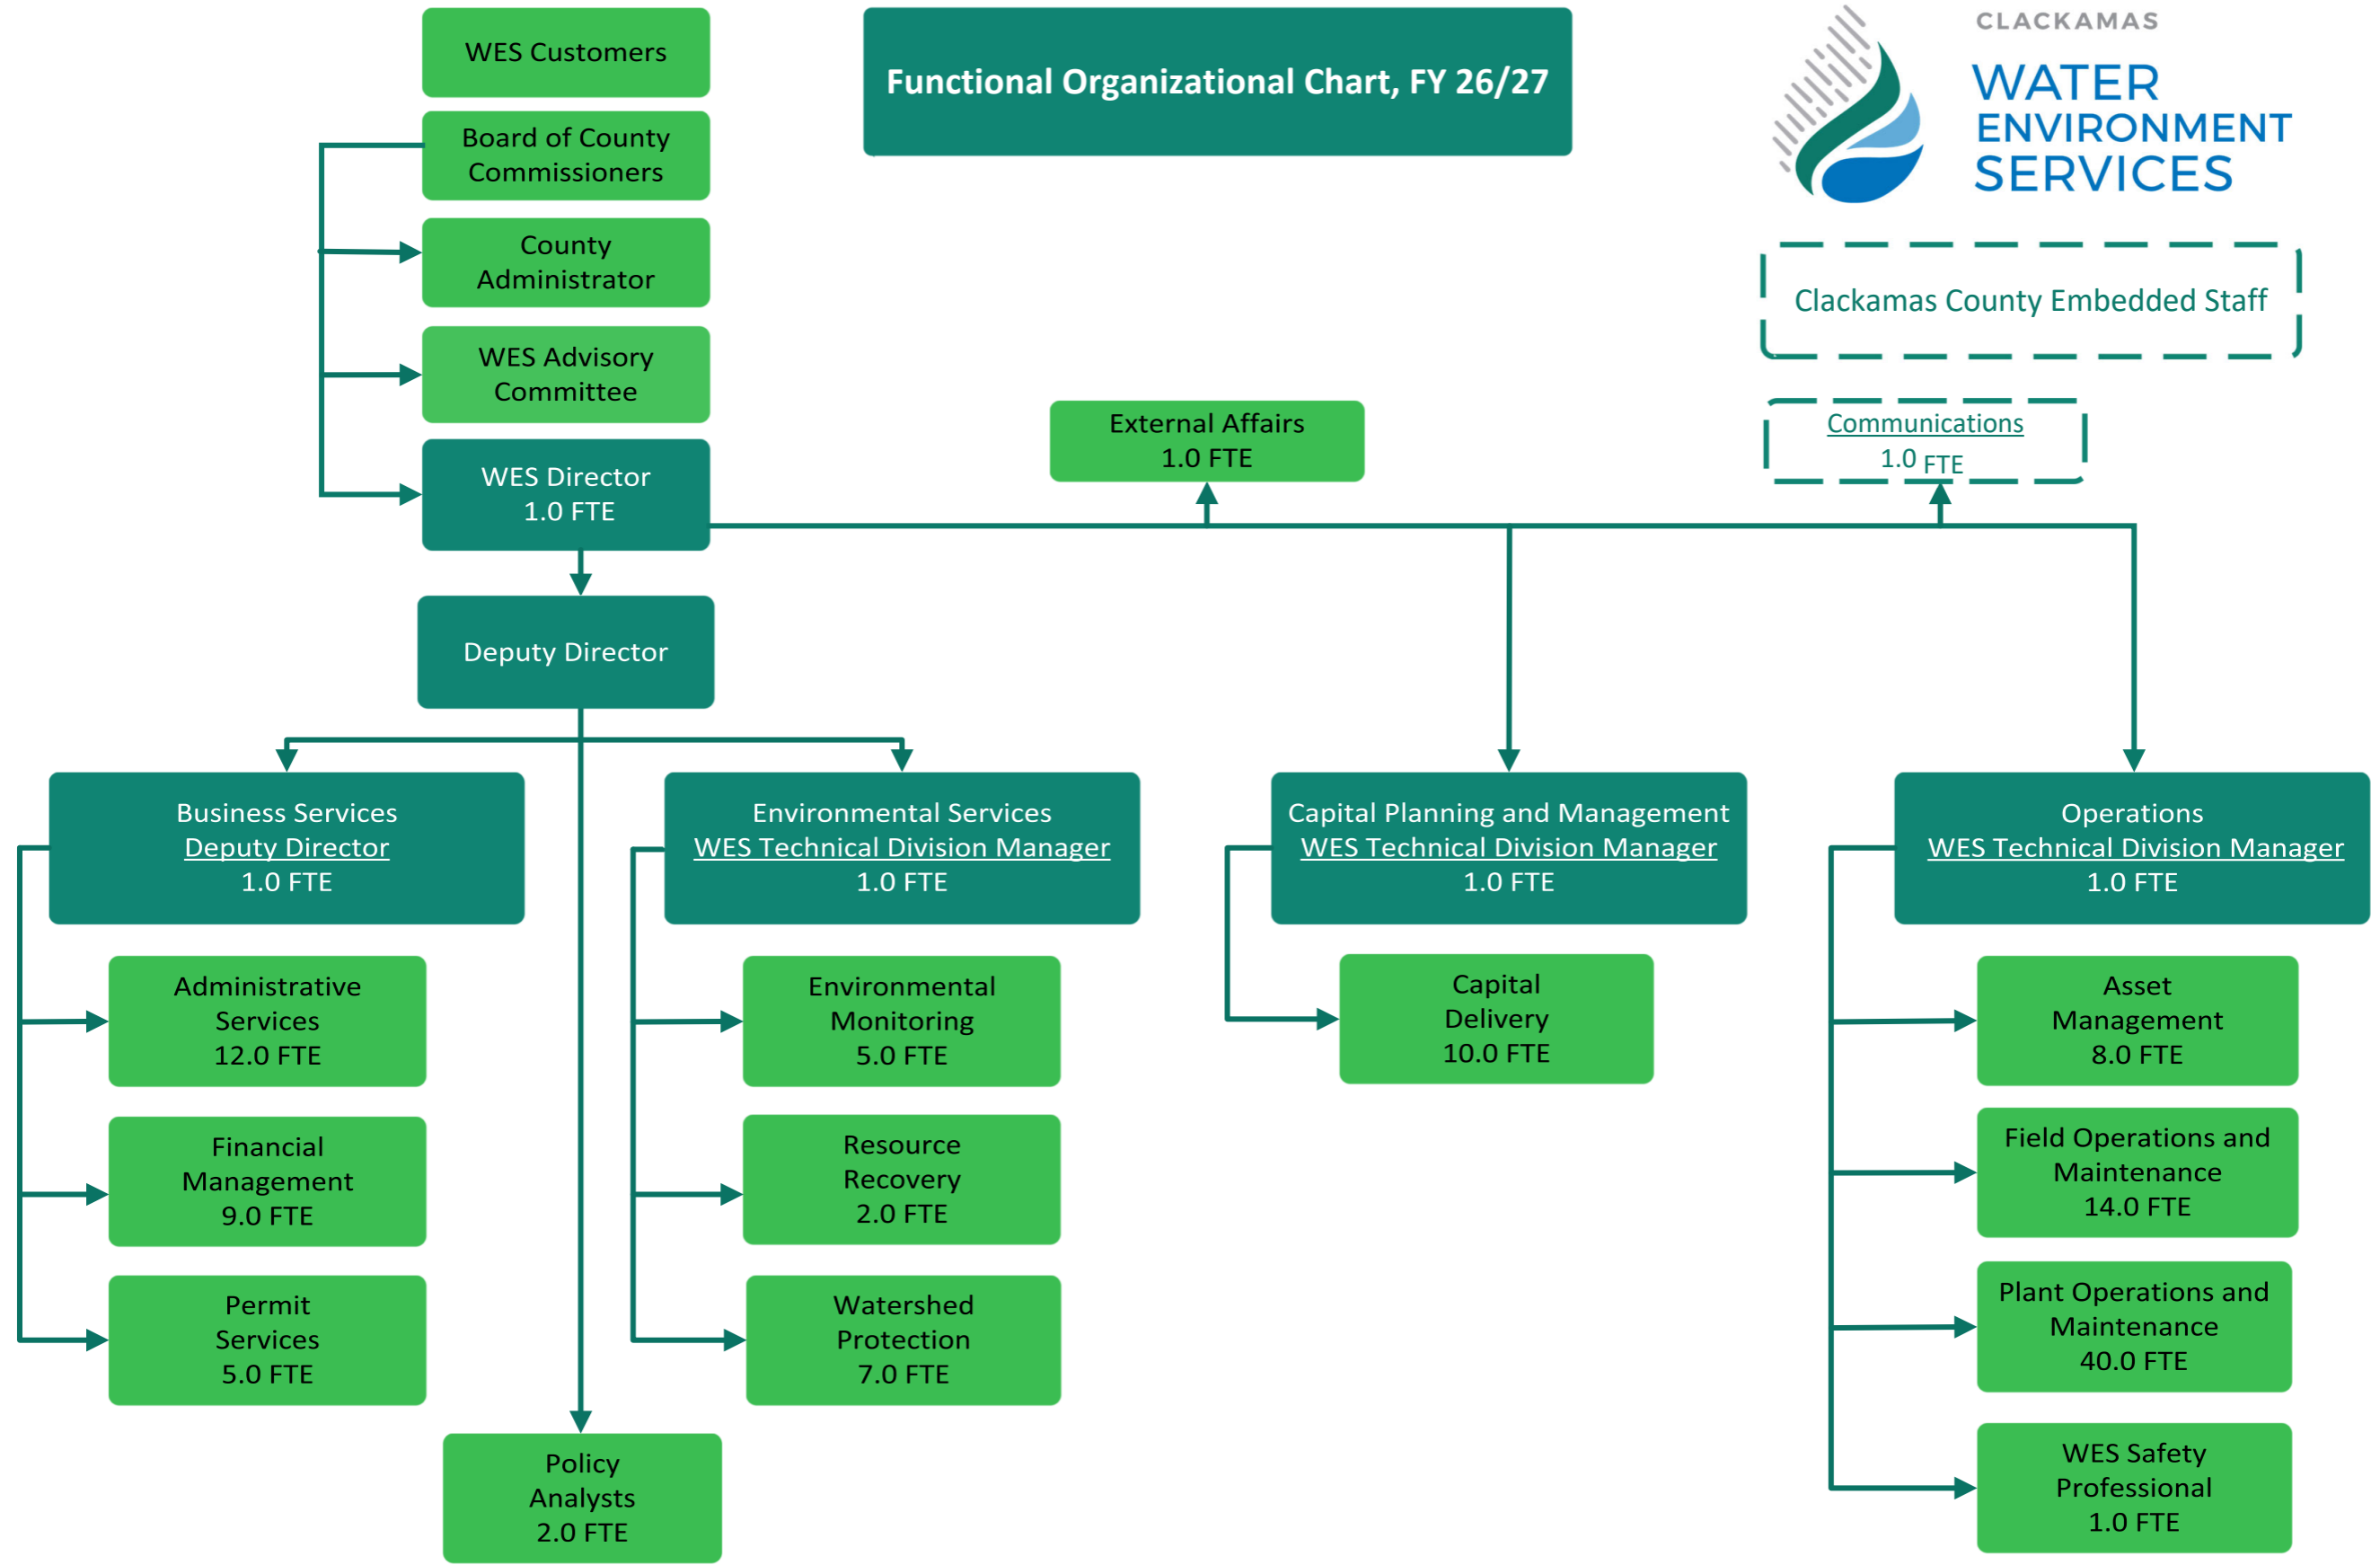 WES Customers
Functional Organizational Chart, FY 26/27
CLACKAMAS
WATER
ENVIRONMENT
SERVICES
Board of County
Commissioners
County
Administrator
WES Advisory
Committee
Clackamas County Embedded Staff
External Affairs
1.0 FTE
Communications
1.0 FTE
WES Director
1.0 FTE
Deputy Director
Business Services
Deputy Director
1.0 FTE
Environmental Services
WES Technical Division Manager
1.0 FTE
Capital Planning and Management
WES Technical Division Manager
1.0 FTE
Operations
WES Technical Division Manager
1.0 FTE
Administrative
Services
12.0 FTE
Financial
Management
9.0 FTE
Permit
Services
5.0 FTE
Environmental
Monitoring
5.0 FTE
Resource
Recovery
2.0 FTE
Watershed
Protection
7.0 FTE
Capital
Delivery
10.0 FTE
Asset
Management
8.0 FTE
Field Operations and
Maintenance
14.0 FTE
Plant Operations and
Maintenance
40.0 FTE
WES Safety
Professional
1.0 FTE
Policy
Analysts
2.0 FTE